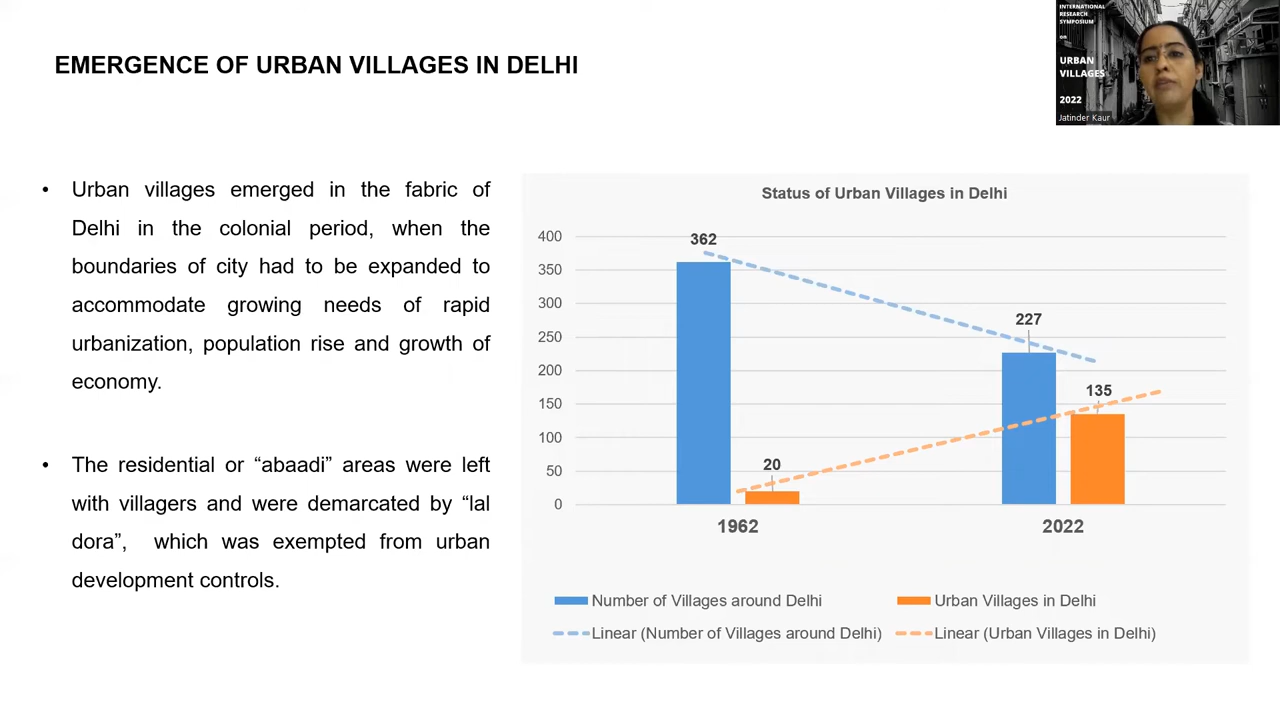 EMERGENCE OF URBAN VILLAGES IN DELHI
INTERNATIONAL
RESEARCH
SYMPOSIUM
on
URBAN
VILLAGES
2022
Jatinder Kaur
• Urban villages emerged in the fabric of
Delhi in the colonial period, when the
boundaries of city had to be expanded to
accommodate growing needs of rapid
urbanization, population rise and growth of
economy.
• The residential or “abaadi” areas were left
with villagers and were demarcated by “lal
dora”, which was exempted from urban
development controls.
Status of Urban Villages in Delhi
400
350
300
250
200
150
100
50
0
362
20
227
135
1962
2022
Number of Villages around Delhi
Urban Villages in Delhi
Linear (Number of Villages around Delhi)
Linear (Urban Villages in Delhi)